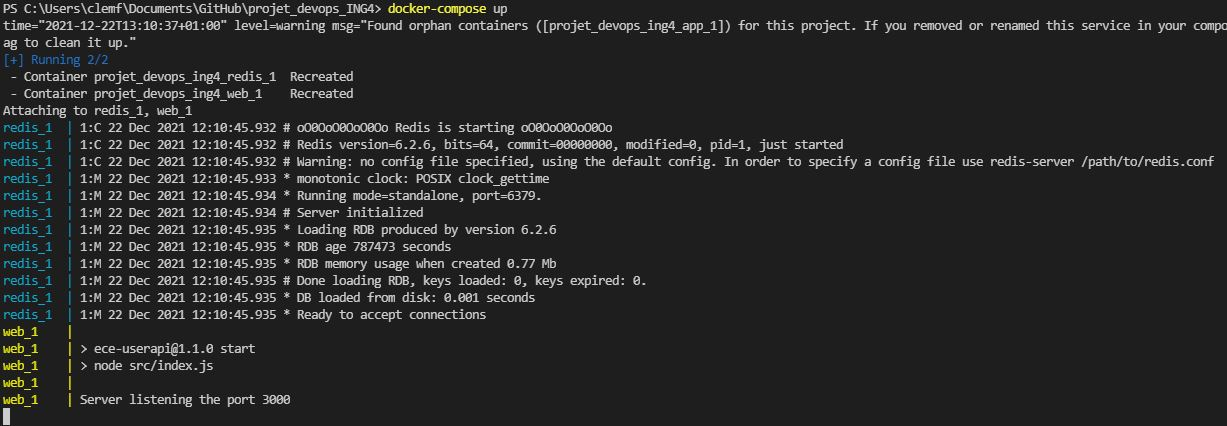 PS C:\Users\clemf\Documents\GitHub\projet_devops_ING4> docker-compose up
time="2021-12-22T13:10:37+01:00" level=warning msg="Found orphan containers ([projet_devops_ing4_app_1]) for this project. If you removed or renamed this service in your compo
ag to clean it up."
[+] Running 2/2
 - Container projet_devops_ing4_redis_1  Recreated
 - Container projet_devops_ing4_web_1    Recreated
Attaching to redis_1, web_1
redis_1  | 1:C 22 Dec 2021 12:10:45.932 # oO0OoO0OoO0Oo Redis is starting oO0OoO0OoO0Oo
redis_1  | 1:C 22 Dec 2021 12:10:45.932 # Redis version=6.2.6, bits=64, commit=00000000, modified=0, pid=1, just started
redis_1  | 1:C 22 Dec 2021 12:10:45.932 # Warning: no config file specified, using the default config. In order to specify a config file use redis-server /path/to/redis.conf
redis_1  | 1:M 22 Dec 2021 12:10:45.933 * monotonic clock: POSIX clock_gettime
redis_1  | 1:M 22 Dec 2021 12:10:45.934 * Running mode=standalone, port=6379.
redis_1  | 1:M 22 Dec 2021 12:10:45.934 # Server initialized
redis_1  | 1:M 22 Dec 2021 12:10:45.935 * Loading RDB produced by version 6.2.6
redis_1  | 1:M 22 Dec 2021 12:10:45.935 * RDB age 787473 seconds
redis_1  | 1:M 22 Dec 2021 12:10:45.935 * RDB memory usage when created 0.77 Mb
redis_1  | 1:M 22 Dec 2021 12:10:45.935 # Done loading RDB, keys loaded: 0, keys expired: 0.
redis_1  | 1:M 22 Dec 2021 12:10:45.935 * DB loaded from disk: 0.001 seconds
redis_1  | 1:M 22 Dec 2021 12:10:45.935 * Ready to accept connections
web_1    |
web_1    | > ece-userapi@1.1.0 start
web_1    | > node src/index.js
web_1    |
web_1    | Server listening the port 3000